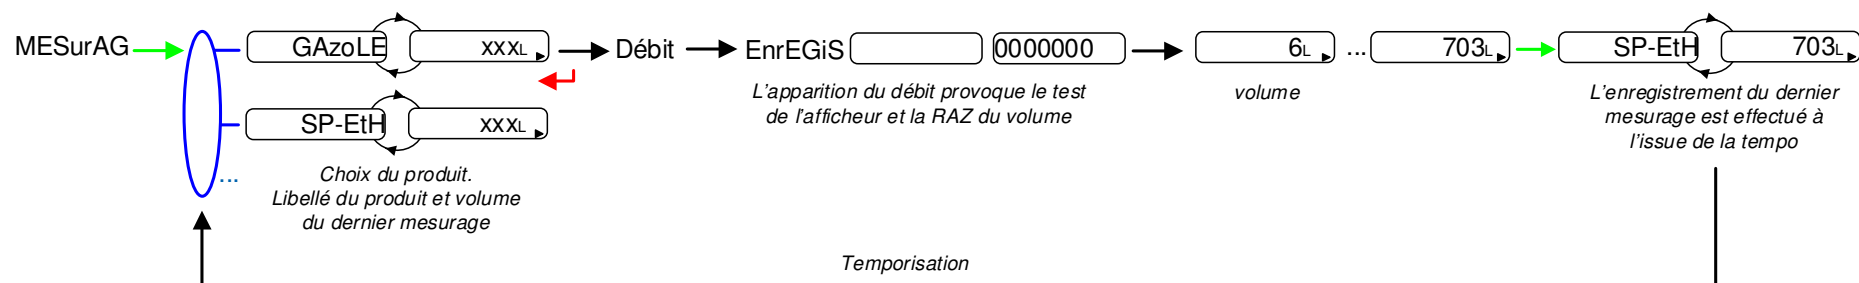 MESurAG
GAzoLE
xxxL
Débit
EnrEGiS
0000000
6L
...
703L
SP-EtH
703L
SP-EtH
xxxL
...
Choix du produit.
Libellé du produit et volume
du dernier mesurage
L'apparition du débit provoque le test
de l'afficheur et la RAZ du volume
volume
L'enregistrement du dernier
mesurage est effectué à
l'issue de la tempo
Temporisation